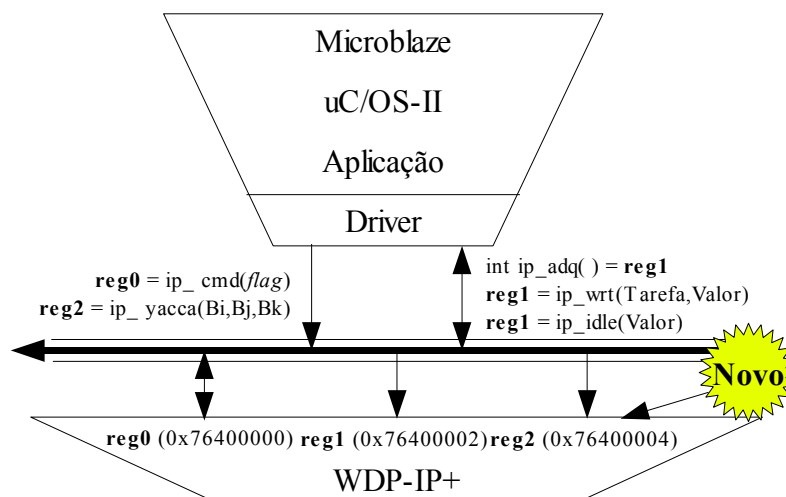 Microblaze
uC/OS-II
Aplicação
Driver
reg0 = ip_ cmd(flag)
reg2 = ip_ yacca(Bi,Bj,Bk)
int ip_adq( ) = reg1
reg1 = ip_wrt(Tarefa,Valor)
reg1 = ip_idle(Valor)
Novo
reg0 (0x76400000) reg1 (0x76400002) reg2 (0x76400004)
WDP-IP+